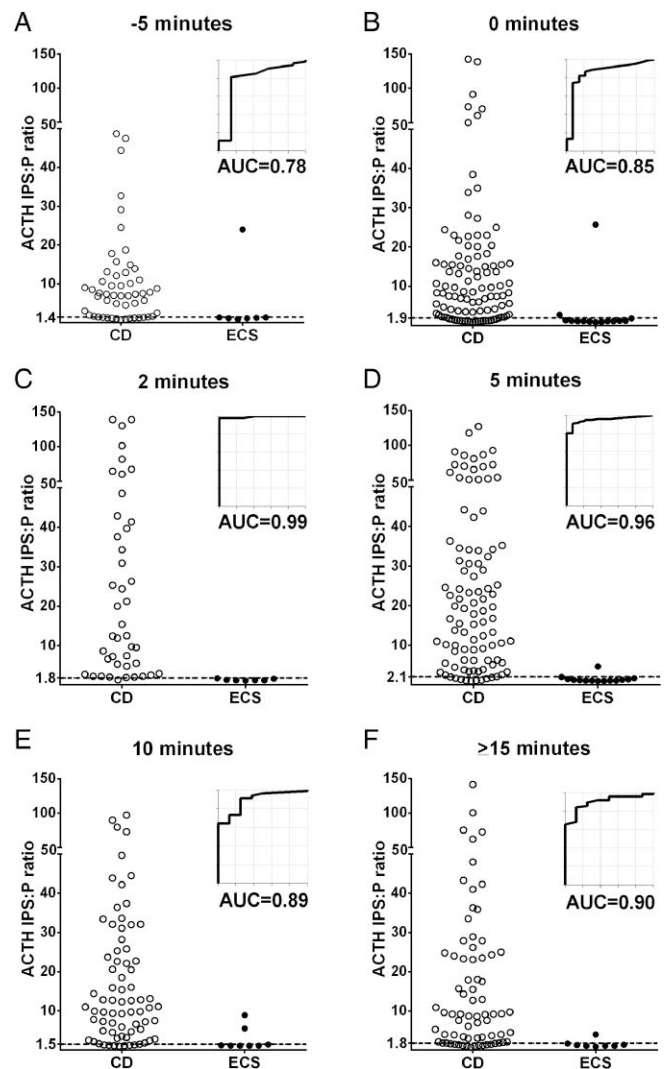 A
-5 minutes
150
100
50
40
30
20
10
1.4
ACTH IPS:P ratio
AUC=0.78
CD
ECS
B
0 minutes
150
100
50
40
30
20
10
1.9
ACTH IPS:P ratio
AUC=0.85
CD
ECS
C
2 minutes
150
100
50
40
30
20
10
1.8
ACTH IPS:P ratio
AUC=0.99
CD
ECS
D
5 minutes
150
100
50
40
30
20
10
2.1
ACTH IPS:P ratio
AUC=0.96
CD
ECS
E
10 minutes
150
100
50
40
30
20
10
1.5
ACTH IPS:P ratio
AUC=0.89
CD
ECS
F
≥15 minutes
150
100
50
40
30
20
10
1.8
ACTH IPS:P ratio
AUC=0.90
CD
ECS